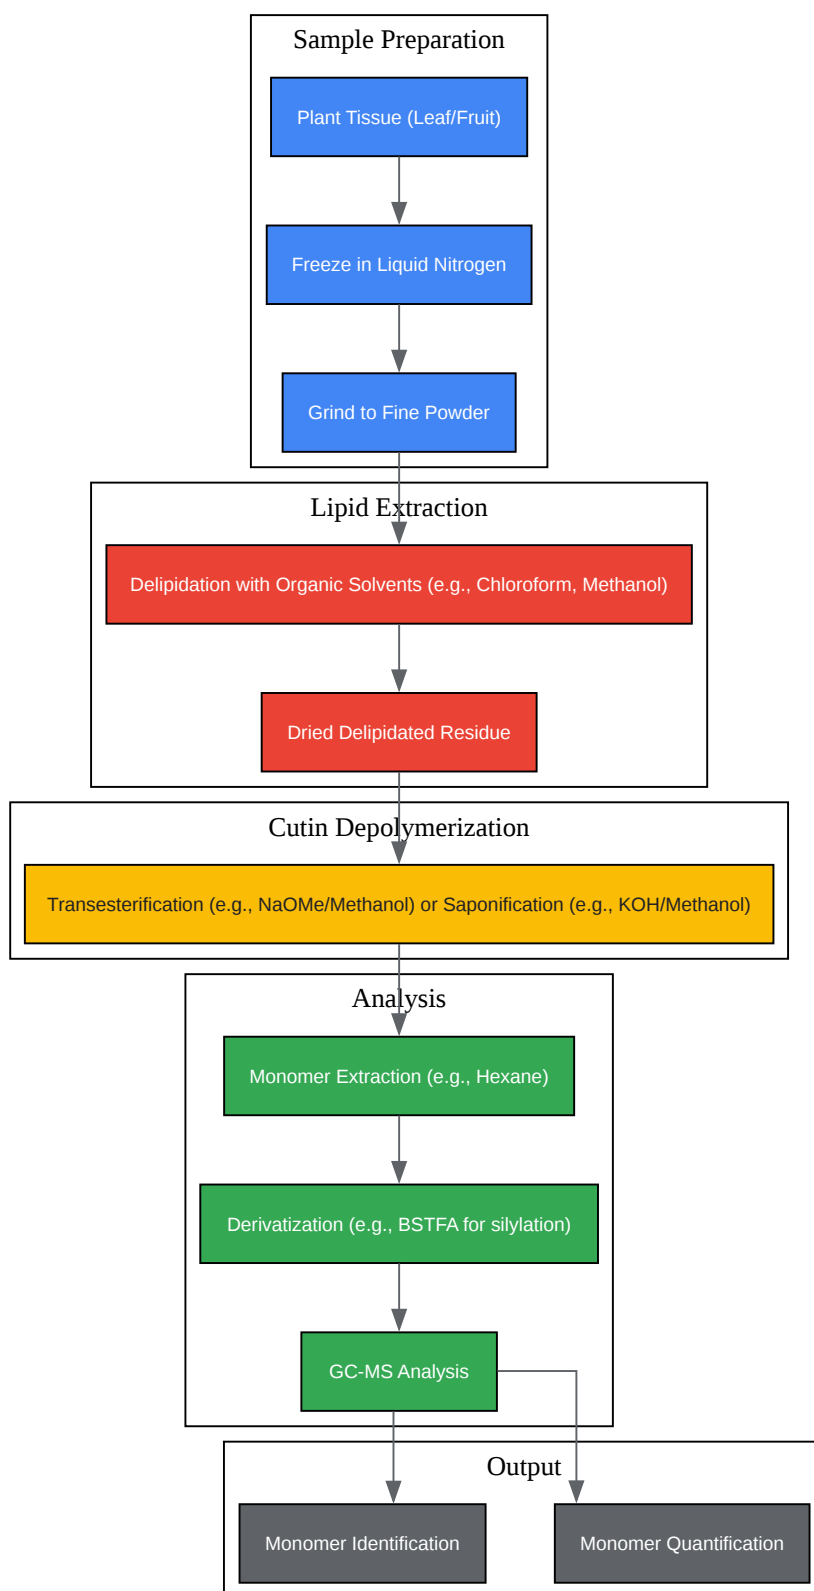 Sample Preparation
Plant Tissue (Leaf/Fruit)
Freeze in Liquid Nitrogen
Grind to Fine Powder
Lipid Extraction
Delipidation with Organic Solvents (e.g., Chloroform, Methanol)
Dried Delipidated Residue
Cutin Depolymerization
Transesterification (e.g., NaOMe/Methanol) or Saponification (e.g., KOH/Methanol)
Analysis
Monomer Extraction (e.g., Hexane)
Derivatization (e.g., BSTFA for silylation)
GC-MS Analysis
Output
Monomer Identification
Monomer Quantification